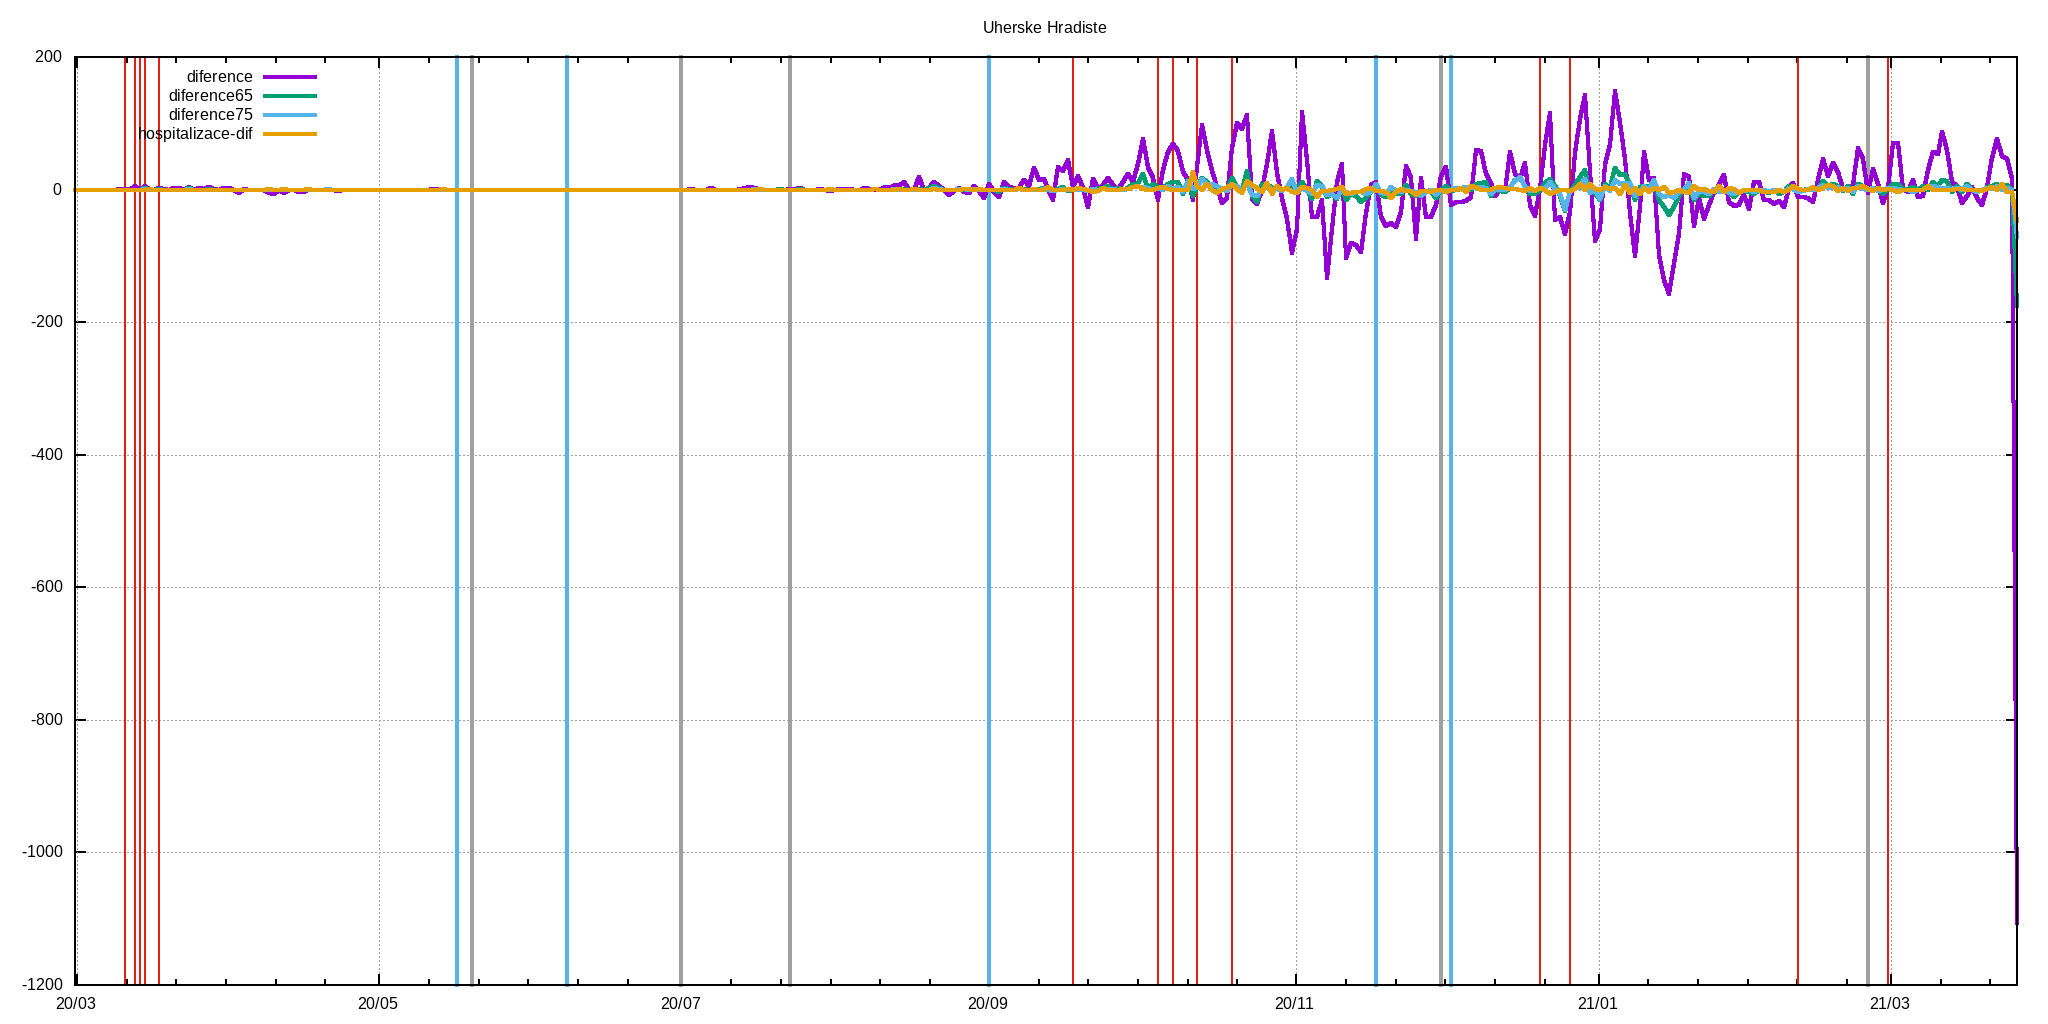 Uherske Hradiste
200
diference
diference65
diference75
hospitalizace-dif
0
-200
-400
-600
-800
-1000
-1200
20/03 20/05 20/07 20/09 20/11 21/01 21/03